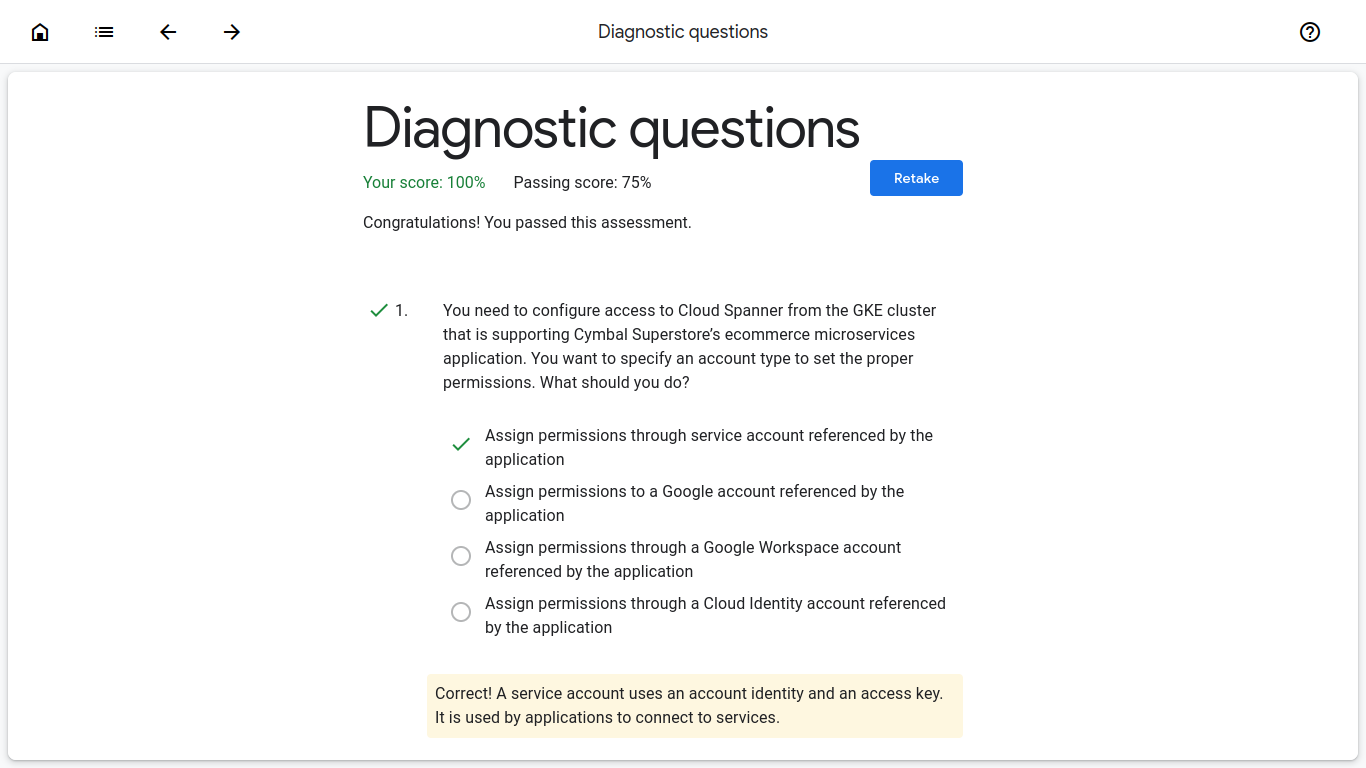 Diagnostic questions
Diagnostic questions
Your score: 100% Passing score: 75%
Retake
Congratulations! You passed this assessment.
1. You need to configure access to Cloud Spanner from the GKE cluster
that is supporting Cymbal Superstore’s ecommerce microservices
application. You want to specify an account type to set the proper
permissions. What should you do?
Assign permissions through service account referenced by the
application
Assign permissions to a Google account referenced by the
application
Assign permissions through a Google Workspace account
referenced by the application
Assign permissions through a Cloud Identity account referenced
by the application
Correct! A service account uses an account identity and an access key.
It is used by applications to connect to services.